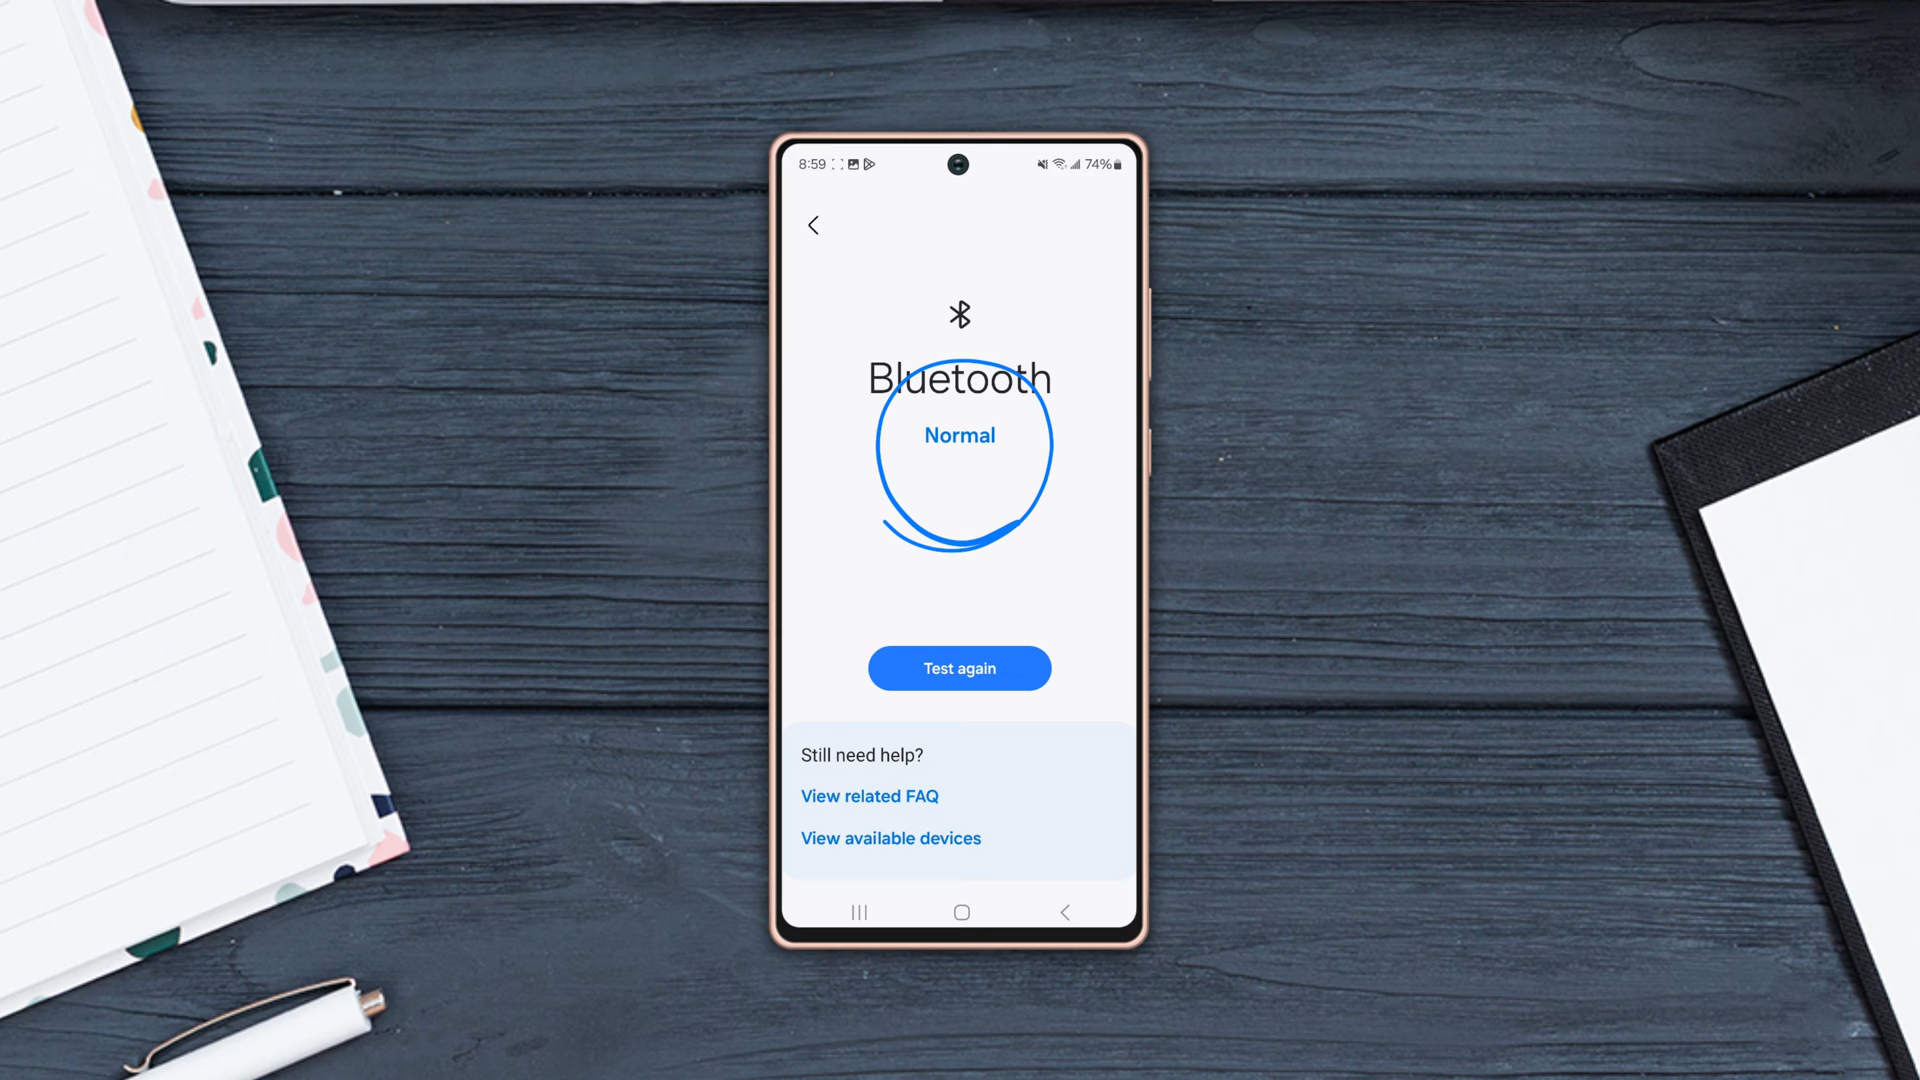 8:59 74%
Bluetooth
Normal
Test again
Still need help?
View related FAQ
View available devices